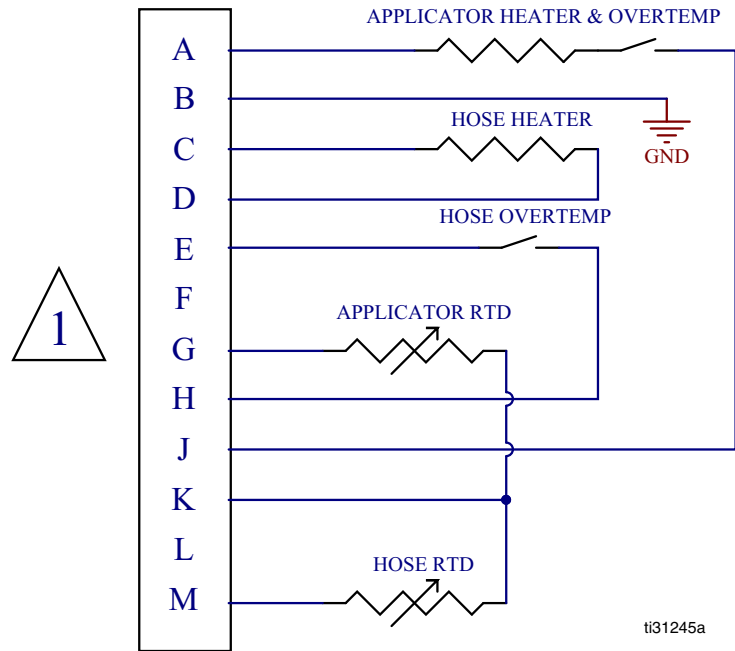 APPLICATOR HEATER & OVERTEMP
A
B
HOSE HEATER
C
GND
D
HOSE OVERTEMP
E
F
APPLICATOR RTD
1
G
H
J
K
L
HOSE RTD
M
ti31245a